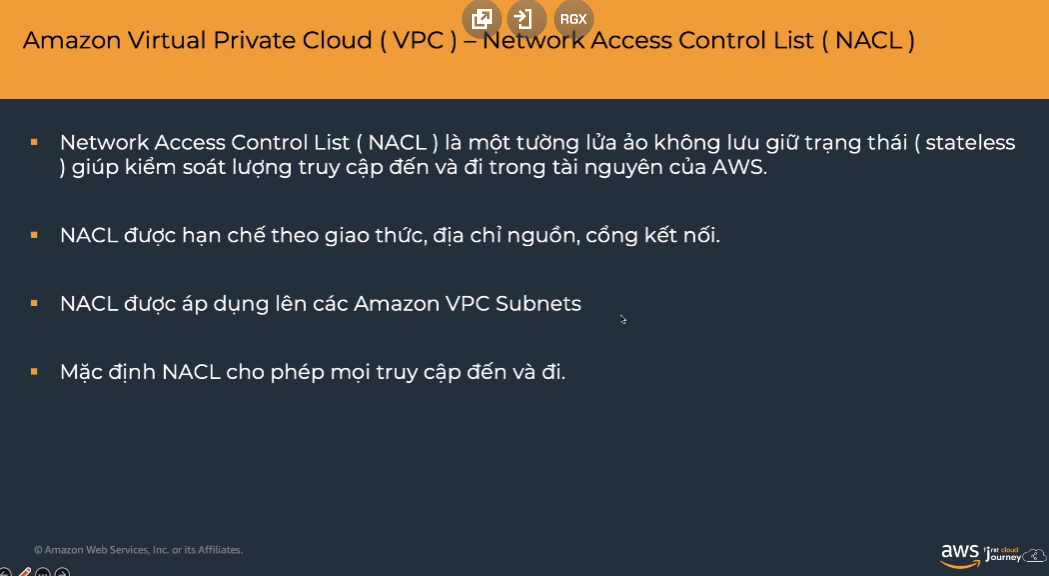 RGX
Amazon Virtual Private Cloud ( VPC ) – Network Access Control List ( NACL )
▪ Network Access Control List ( NACL ) là một tường lửa ảo không lưu giữ trạng thái ( stateless
) giúp kiểm soát lượng truy cập đến và đi trong tài nguyên của AWS.
▪ NACL được hạn chế theo giao thức, địa chỉ nguồn, cổng kết nối.
▪ NACL được áp dụng lên các Amazon VPC Subnets
▪ Mặc định NACL cho phép mọi truy cập đến và đi.
© Amazon Web Services, Inc. or its Affiliates.
aws first cloud
journey